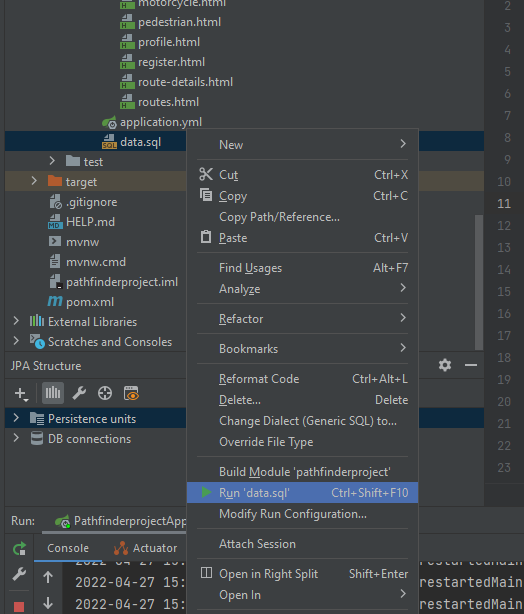 motorcycle.html
pedestrian.html
profile.html
register.html
route-details.html
routes.html
application.yml
data.sql
test
target
.gitignore
HELP.md
mvnw
mvnw.cmd
pathfinderproject.iml
pom.xml
External Libraries
Scratches and Consoles
JPA Structure
Persistence units
DB connections
New
Cut Ctrl+X
Copy Ctrl+C
Copy Path/Reference...
Paste Ctrl+V
Find Usages Alt+F7
Analyze
Refactor
Bookmarks
Reformat Code Ctrl+Alt+L
Delete... Delete
Change Dialect (Generic SQL) to...
Override File Type
Build Module 'pathfinderproject'
Run 'data.sql' Ctrl+Shift+F10
Modify Run Configuration...
Attach Session
Open in Right Split Shift+Enter
Open In
2
3
4
5
6
7
8
9
10
11
12
13
14
15
16
17
18
19
20
21
22
23
Run: PathfinderprojectApp
Console Actuator
2022-04-27 15: restartedMain
2022-04-27 15: restartedMain
2022-04-27 15: restartedMain